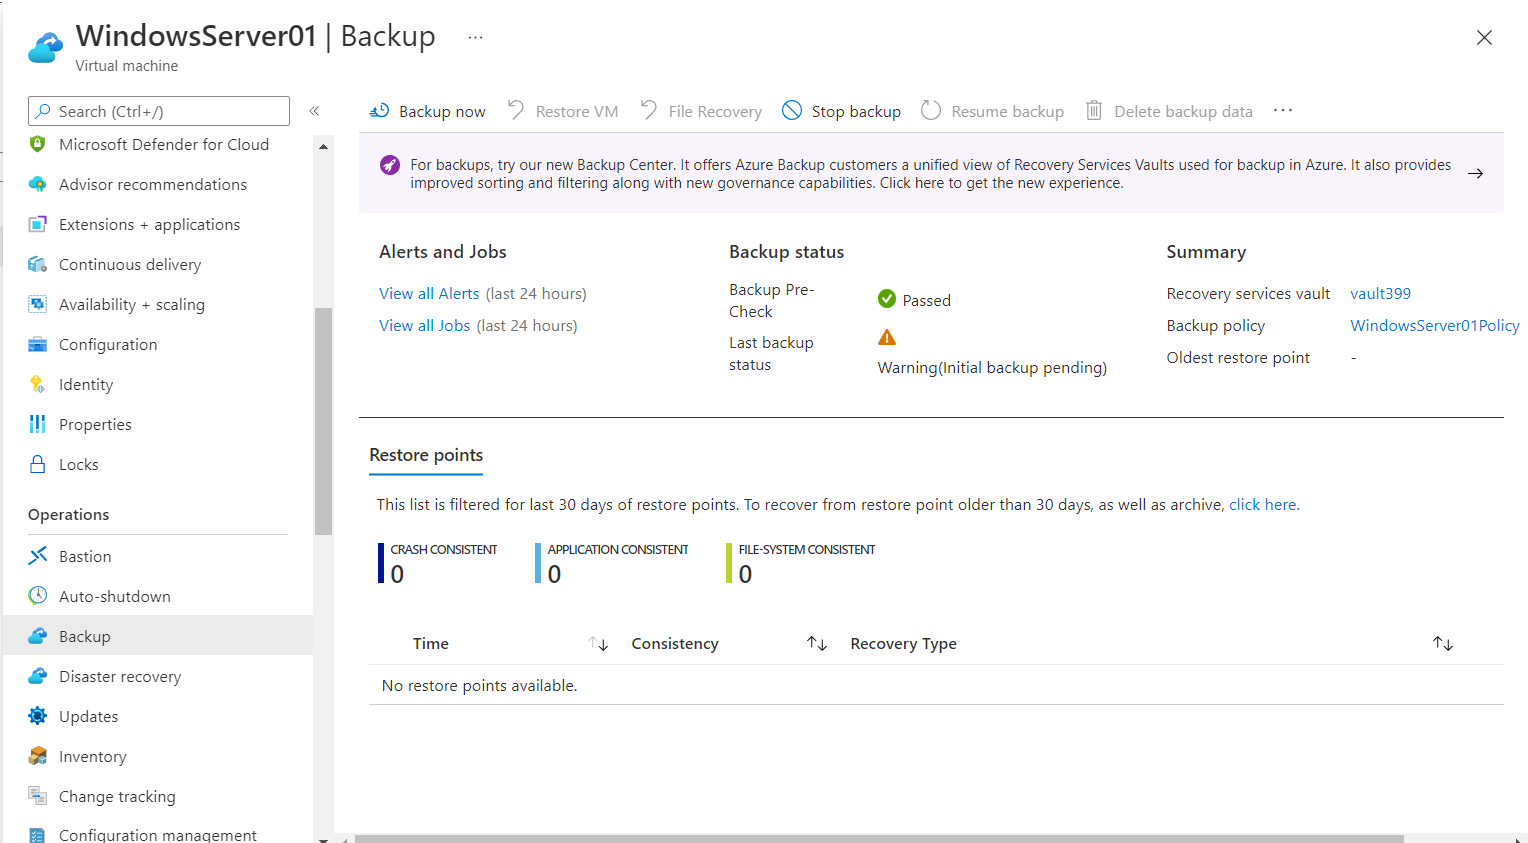 WindowsServer01 | Backup ...
Virtual machine
Search (Ctrl+/)
«
Microsoft Defender for Cloud
Advisor recommendations
Extensions + applications
Continuous delivery
Availability + scaling
Configuration
Identity
Properties
Locks
Operations
Bastion
Auto-shutdown
Backup
Disaster recovery
Updates
Inventory
Change tracking
Configuration management
Backup now Restore VM File Recovery Stop backup Resume backup Delete backup data ...
For backups, try our new Backup Center. It offers Azure Backup customers a unified view of Recovery Services Vaults used for backup in Azure. It also provides
improved sorting and filtering along with new governance capabilities. Click here to get the new experience.
Alerts and Jobs
View all Alerts (last 24 hours)
View all Jobs (last 24 hours)
Backup status
Backup Pre-
Check
Passed
Last backup
status
Warning(Initial backup pending)
Summary
Recovery services vault vault399
Backup policy WindowsServer01Policy
Oldest restore point -
Restore points
This list is filtered for last 30 days of restore points. To recover from restore point older than 30 days, as well as archive, click here.
CRASH CONSISTENT
0
APPLICATION CONSISTENT
0
FILE-SYSTEM CONSISTENT
0
Time Consistency Recovery Type
No restore points available.